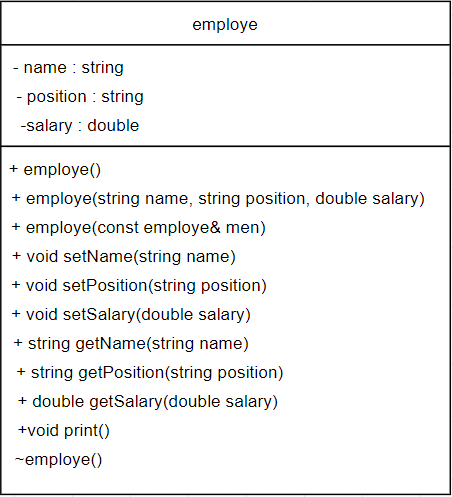 employe
- name : string
- position : string
-salary : double
+ employe()
+ employe(string name, string position, double salary)
+ employe(const employe& men)
+ void setName(string name)
+ void setPosition(string position)
+ void setSalary(double salary)
+ string getName(string name)
+ string getPosition(string position)
+ double getSalary(double salary)
+void print()
~employe()